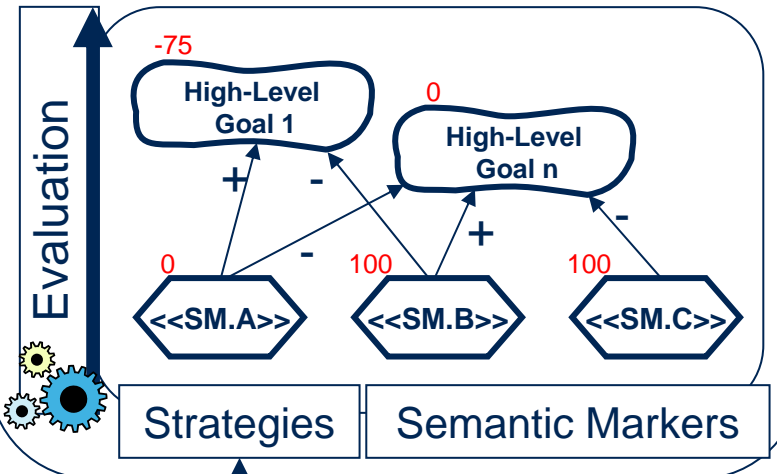 Evaluation
-75
High-Level
Goal 1
0
High-Level
Goal n
+
-
-
+
-
0
100
100
<<SM.A>>
<<SM.B>>
<<SM.C>>
Strategies
Semantic Markers